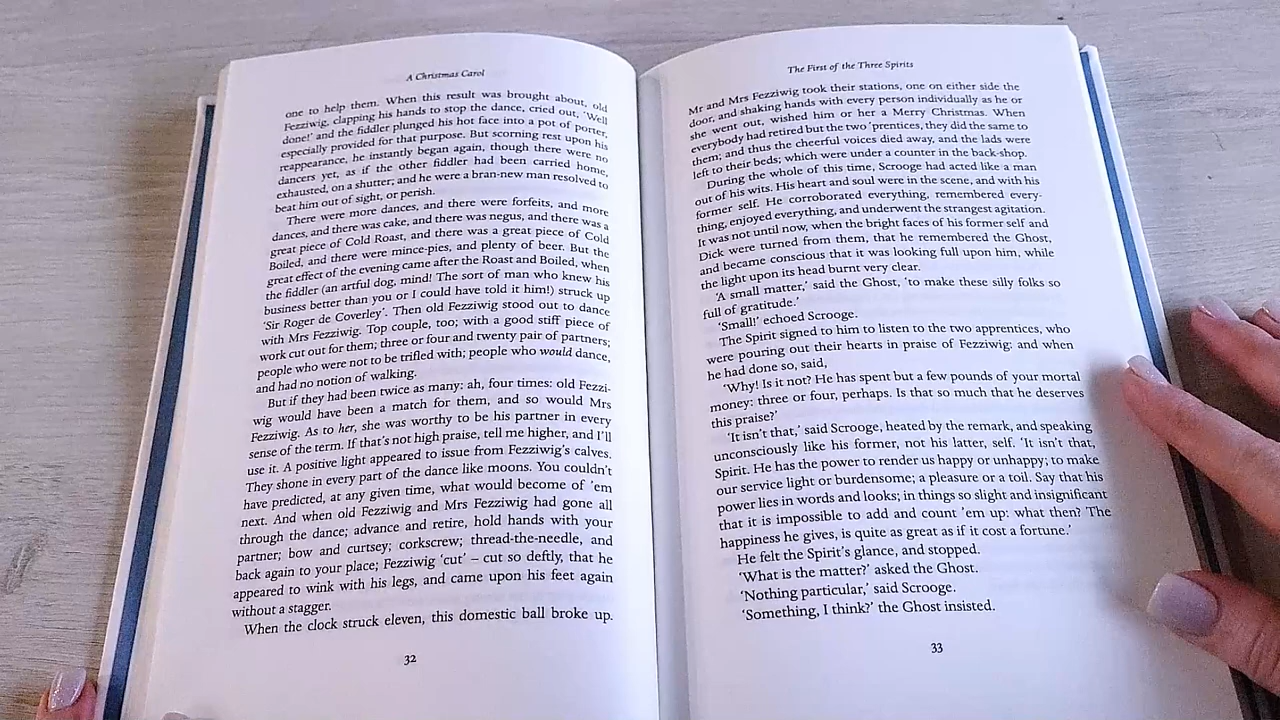 A Christmas Carol
one to help them. When this result was brought about, old
Fezziwig, clapping his hands to stop the dance, cried out, ‘Well
done!’ and the fiddler plunged his hot face into a pot of porter,
especially provided for that purpose. But scorning rest upon his
reappearance, he instantly began again, though there were no
dancers yet, as if the other fiddler had been carried home,
exhausted, on a shutter; and he were a bran-new man resolved to
beat him out of sight, or perish.
There were more dances, and there were forfeits, and more
dances, and there was cake, and there was negus, and there was a
great piece of Cold Roast, and there was a great piece of Cold
Boiled, and there were mince-pies, and plenty of beer. But the
great effect of the evening came after the Roast and Boiled, when
the fiddler (an artful dog, mind! The sort of man who knew his
business better than you or I could have told it him!) struck up
‘Sir Roger de Coverley’. Then old Fezziwig stood out to dance
with Mrs Fezziwig. Top couple, too; with a good stiff piece of
work cut out for them; three or four and twenty pair of partners;
people who were not to be trifled with; people who would dance,
and had no notion of walking.
But if they had been twice as many: ah, four times: old Fezzi-
wig would have been a match for them, and so would Mrs
Fezziwig. As to her, she was worthy to be his partner in every
sense of the term. If that’s not high praise, tell me higher, and I’ll
use it. A positive light appeared to issue from Fezziwig’s calves.
They shone in every part of the dance like moons. You couldn’t
have predicted, at any given time, what would become of ’em
next. And when old Fezziwig and Mrs Fezziwig had gone all
through the dance; advance and retire, hold hands with your
partner; bow and curtsey; corkscrew; thread-the-needle, and
back again to your place; Fezziwig ‘cut’ – cut so deftly, that he
appeared to wink with his legs, and came upon his feet again
without a stagger.
When the clock struck eleven, this domestic ball broke up.
32
The First of the Three Spirits
Mr and Mrs Fezziwig took their stations, one on either side the
door, and shaking hands with every person individually as he or
she went out, wished him or her a Merry Christmas. When
everybody had retired but the two ’prentices, they did the same to
them; and thus the cheerful voices died away, and the lads were
left to their beds; which were under a counter in the back-shop.
During the whole of this time, Scrooge had acted like a man
out of his wits. His heart and soul were in the scene, and with his
former self. He corroborated everything, remembered every-
thing, enjoyed everything, and underwent the strangest agitation.
It was not until now, when the bright faces of his former self and
Dick were turned from them, that he remembered the Ghost,
and became conscious that it was looking full upon him, while
the light upon its head burnt very clear.
‘A small matter,’ said the Ghost, ‘to make these silly folks so
full of gratitude.’
‘Small!’ echoed Scrooge.
The Spirit signed to him to listen to the two apprentices, who
were pouring out their hearts in praise of Fezziwig: and when
he had done so, said,
‘Why! Is it not? He has spent but a few pounds of your mortal
money: three or four, perhaps. Is that so much that he deserves
this praise?’
‘It isn’t that,’ said Scrooge, heated by the remark, and speaking
unconsciously like his former, not his latter, self. ‘It isn’t that,
Spirit. He has the power to render us happy or unhappy; to make
our service light or burdensome; a pleasure or a toil. Say that his
power lies in words and looks; in things so slight and insignificant
that it is impossible to add and count ’em up: what then? The
happiness he gives, is quite as great as if it cost a fortune.’
He felt the Spirit’s glance, and stopped.
‘What is the matter?’ asked the Ghost.
‘Nothing particular,’ said Scrooge.
‘Something, I think?’ the Ghost insisted.
33